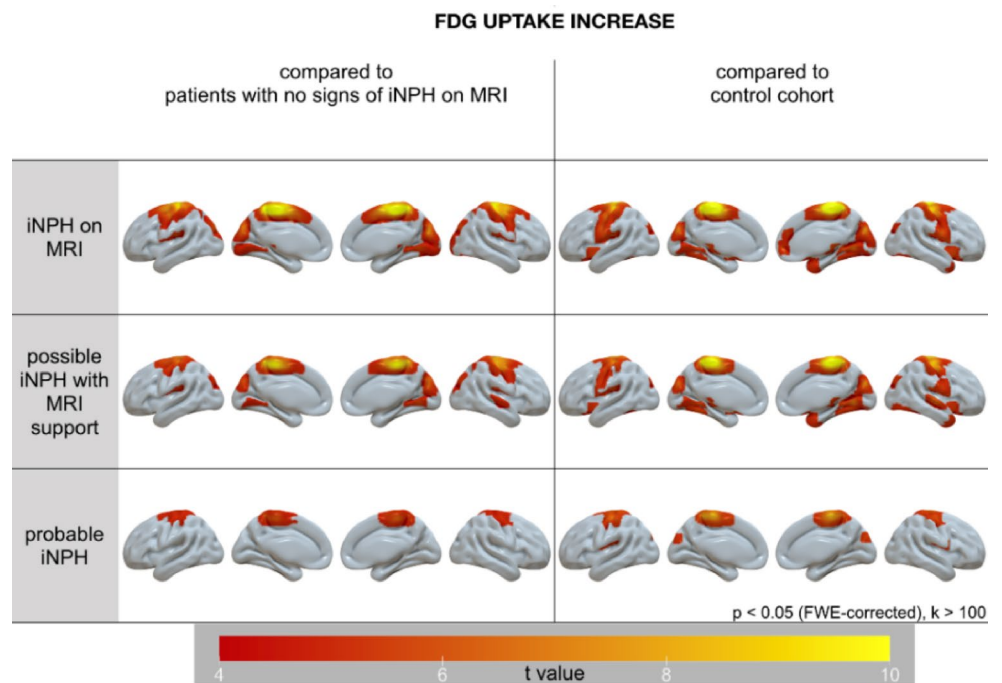 FDG UPTAKE INCREASE
compared to
patients with no signs of iNPH on MRI
compared to
control cohort
iNPH on
MRI
possible
iNPH with
MRI
support
probable
iNPH
p < 0.05 (FWE-corrected), k > 100
4 6 8 10
t value